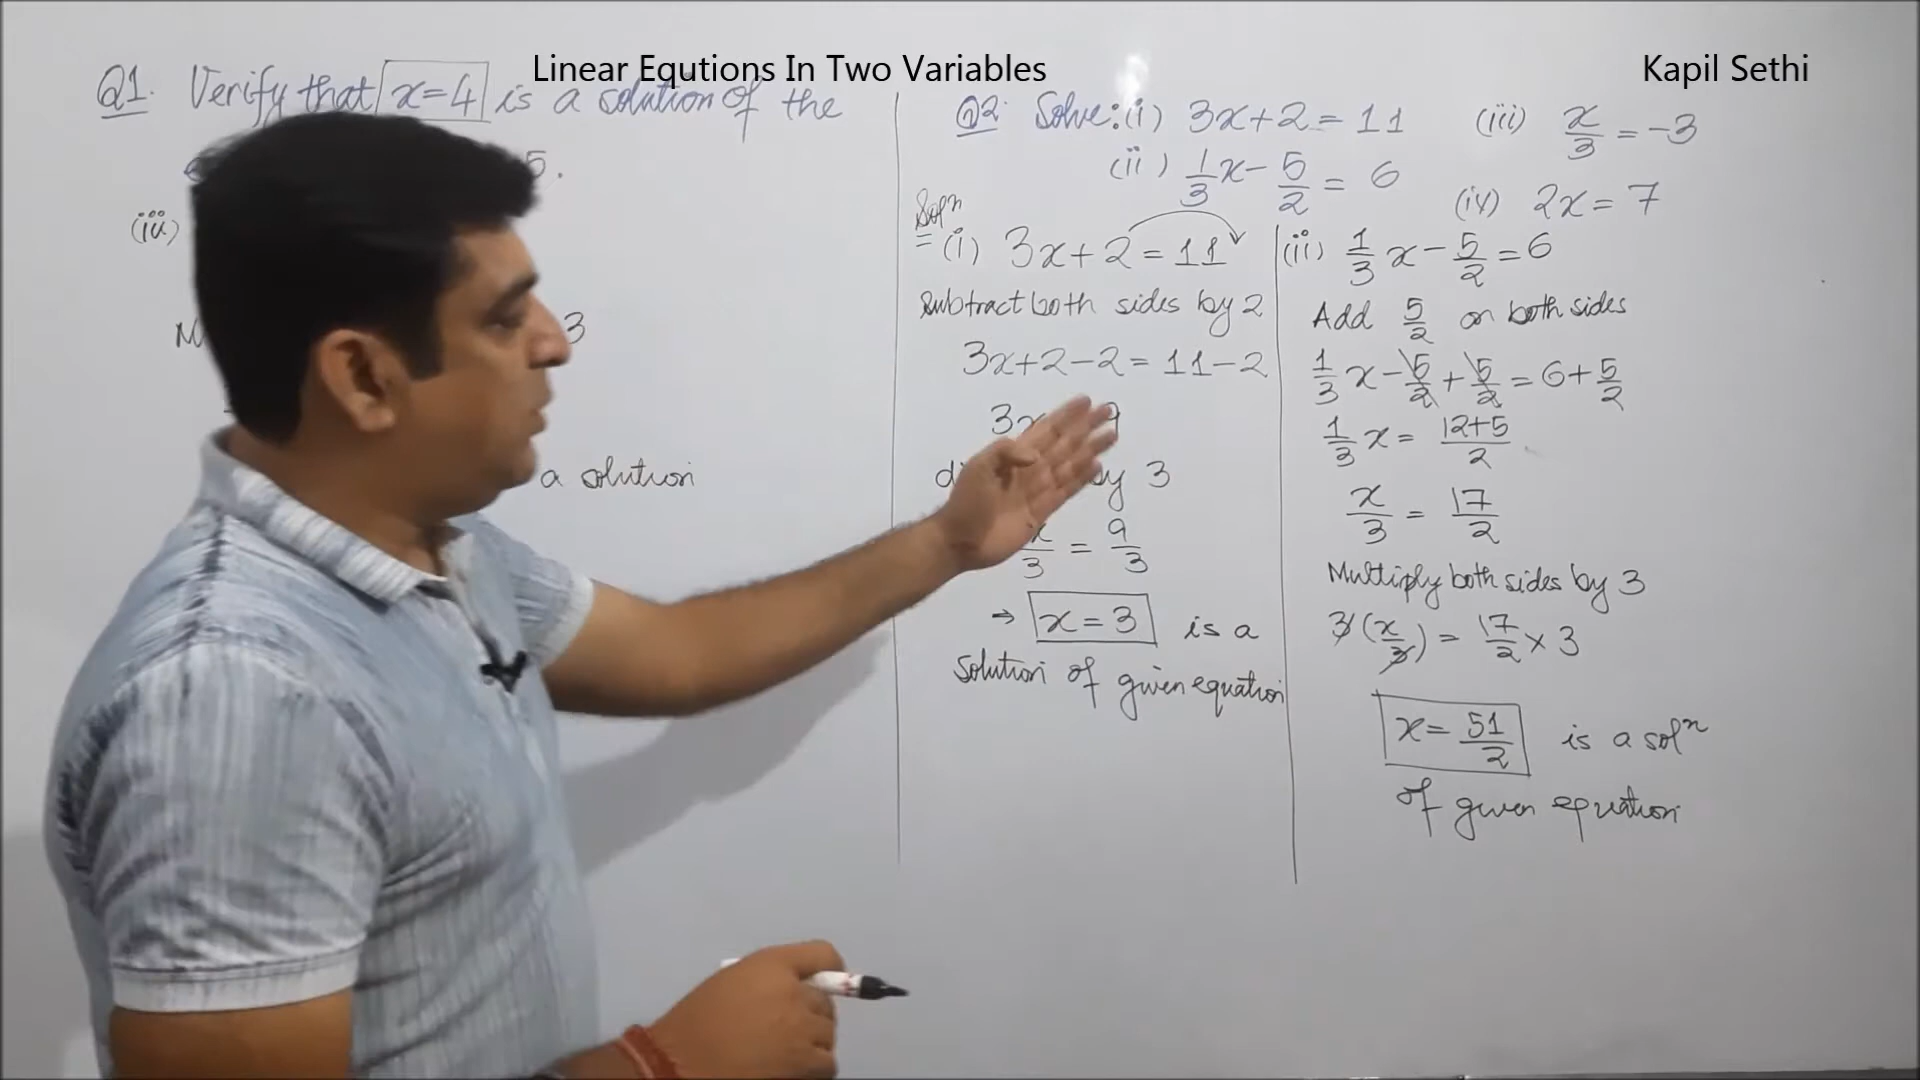 Linear Equtions In Two Variables
Kapil Sethi
Q1. Verify that x=4 is a solution of the
5.
(iii)
3
a solution
Q2. Solve: (i) 3x+2=11
(ii) 1/3 x - 5/2 = 6
(iii) x/3 = -3
(iv) 2x=7
Solⁿ
= (i) 3x+2=11
Subtract both sides by 2
3x+2-2=11-2
3x 9
by 3
x/3 = 9/3
→ x=3 is a
Solution of given equation
(ii) 1/3 x - 5/2 = 6
Add 5/2 on both sides
1/3 x - 5/2 + 5/2 = 6 + 5/2
1/3 x = 12+5/2
x/3 = 17/2
Multiply both sides by 3
3(x/3) = 17/2 × 3
x = 51/2 is a solⁿ
of given equation